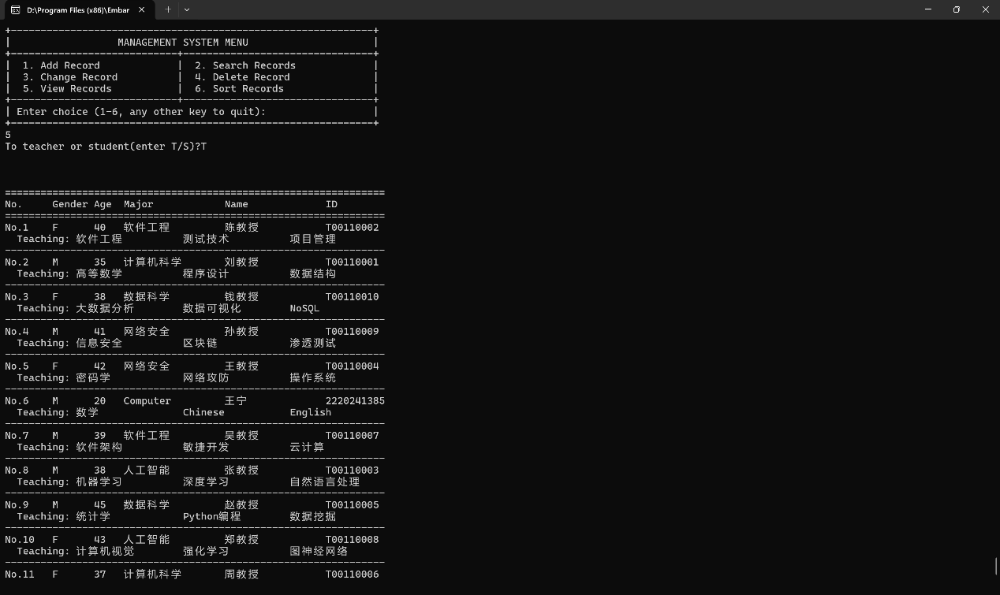 D:\Program Files (x86)\Embar
MANAGEMENT SYSTEM MENU
1. Add Record | 2. Search Records
3. Change Record | 4. Delete Record
5. View Records | 6. Sort Records
Enter choice (1-6, any other key to quit):
5
To teacher or student(enter T/S)?T
No. Gender Age Major Name ID
No.1 F 40 软件工程 陈教授 T00110002
Teaching: 软件工程 测试技术 项目管理
No.2 M 35 计算机科学 刘教授 T00110001
Teaching: 高等数学 程序设计 数据结构
No.3 F 38 数据科学 钱教授 T00110010
Teaching: 大数据分析 数据可视化 NoSQL
No.4 M 41 网络安全 孙教授 T00110009
Teaching: 信息安全 区块链 渗透测试
No.5 F 42 网络安全 王教授 T00110004
Teaching: 密码学 网络攻防 操作系统
No.6 M 20 Computer 王宁 2220241385
Teaching: 数学 Chinese English
No.7 M 39 软件工程 吴教授 T00110007
Teaching: 软件架构 敏捷开发 云计算
No.8 M 38 人工智能 张教授 T00110003
Teaching: 机器学习 深度学习 自然语言处理
No.9 M 45 数据科学 赵教授 T00110005
Teaching: 统计学 Python编程 数据挖掘
No.10 F 43 人工智能 郑教授 T00110008
Teaching: 计算机视觉 强化学习 图神经网络
No.11 F 37 计算机科学 周教授 T00110006